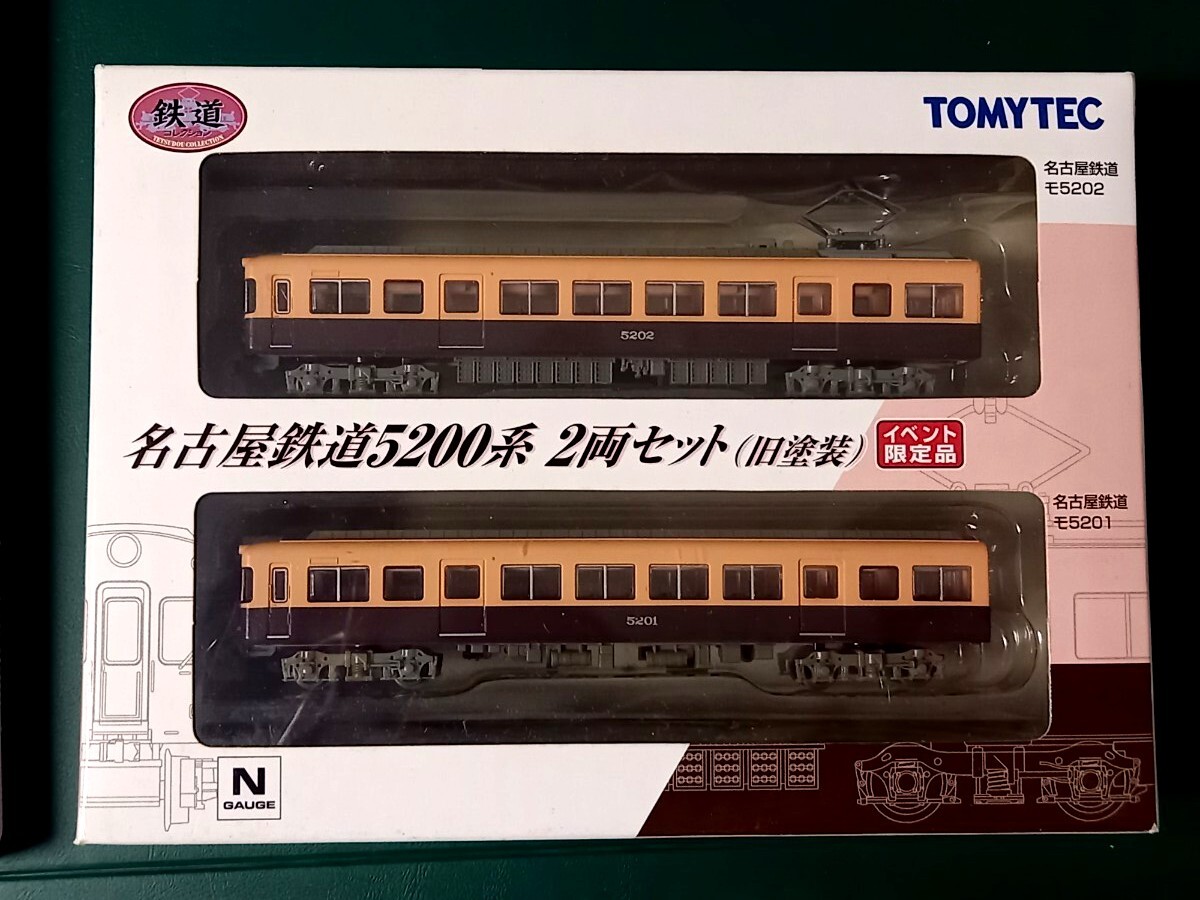 鉄道
コレクション
TETSUDOU COLLECTION
TOMYTEC
名古屋鉄道
モ5202
5202
名古屋鉄道5200系 2両セット(旧塗装)
イベント
限定品
名古屋鉄道
モ5201
5201
N
GAUGE